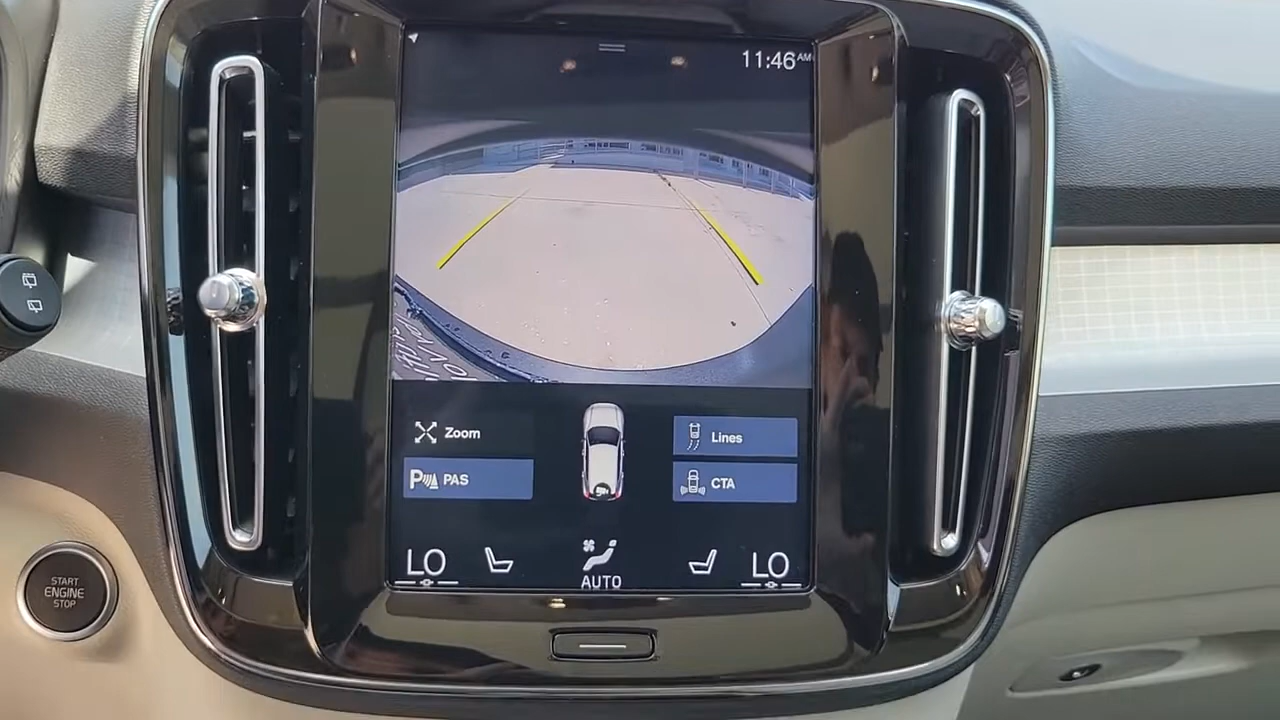 11:46AM
Zoom
Lines
PAS
CTA
LO
LO
AUTO
START
ENGINE
STOP